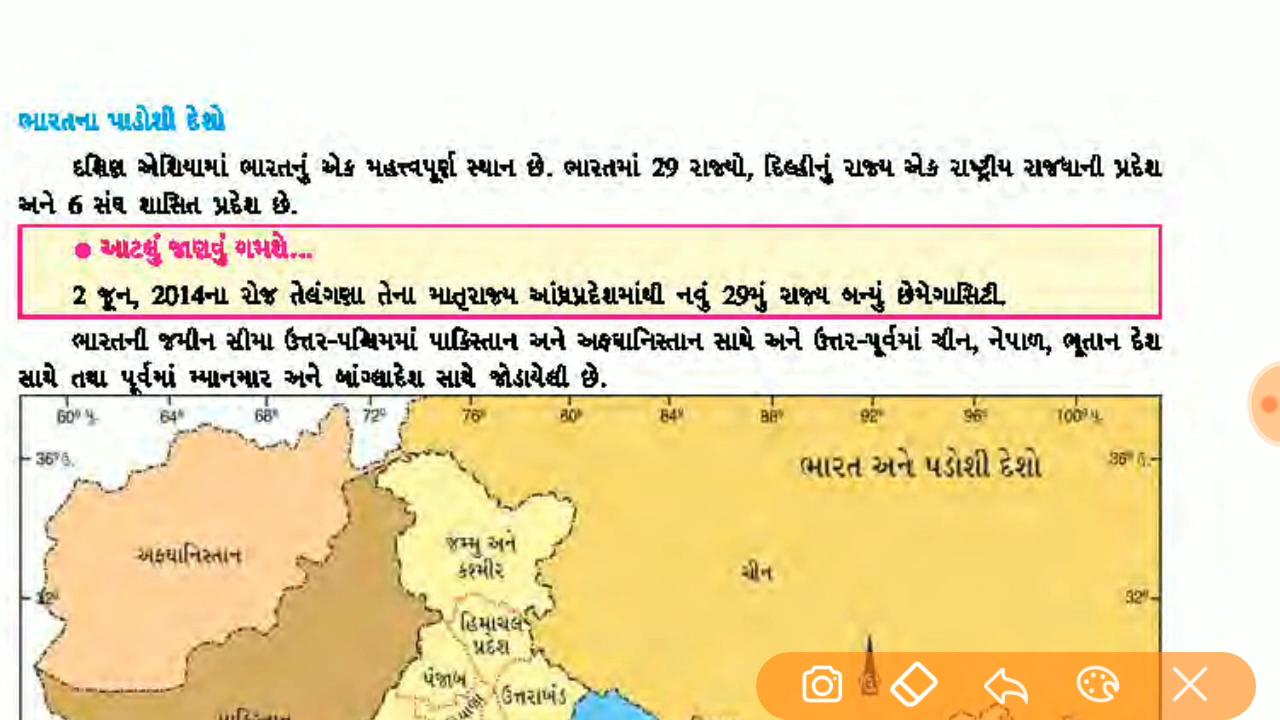 ભારતના પાડોશી દેશો
દક્ષિણ એશિયામાં ભારતનું એક મહત્ત્વપૂર્ણ સ્થાન છે. ભારતમાં 29 રાજ્યો, દિલ્હીનું રાજ્ય એક રાષ્ટ્રીય રાજધાની પ્રદેશ
અને 6 સંઘ શાસિત પ્રદેશ છે.
● આટલું જાણવું ગમશે...
2 જૂન, 2014ના રોજ તેલંગણા તેના માતૃરાજ્ય આંધ્રપ્રદેશમાંથી નવું 29મું રાજ્ય બન્યું છેમેગાસિટી.
ભારતની જમીન સીમા ઉત્તર-પશ્ચિમમાં પાકિસ્તાન અને અફઘાનિસ્તાન સાથે અને ઉત્તર-પૂર્વમાં ચીન, નેપાળ, ભૂતાન દેશ
સાથે તથા પૂર્વમાં મ્યાનમાર અને બાંગ્લાદેશ સાથે જોડાયેલી છે.
60° પૂ. 64° 68° 72° 76° 80° 84° 88° 92° 96° 100° પૂ.
36° ઉ. ભારત અને પડોશી દેશો 36° ઉ.
અફઘાનિસ્તાન
જમ્મુ અને
કશ્મીર
ચીન
32° 32°
હિમાચલ
પ્રદેશ
પંજાબ
ઉત્તરાખંડ
પાકિસ્તાન